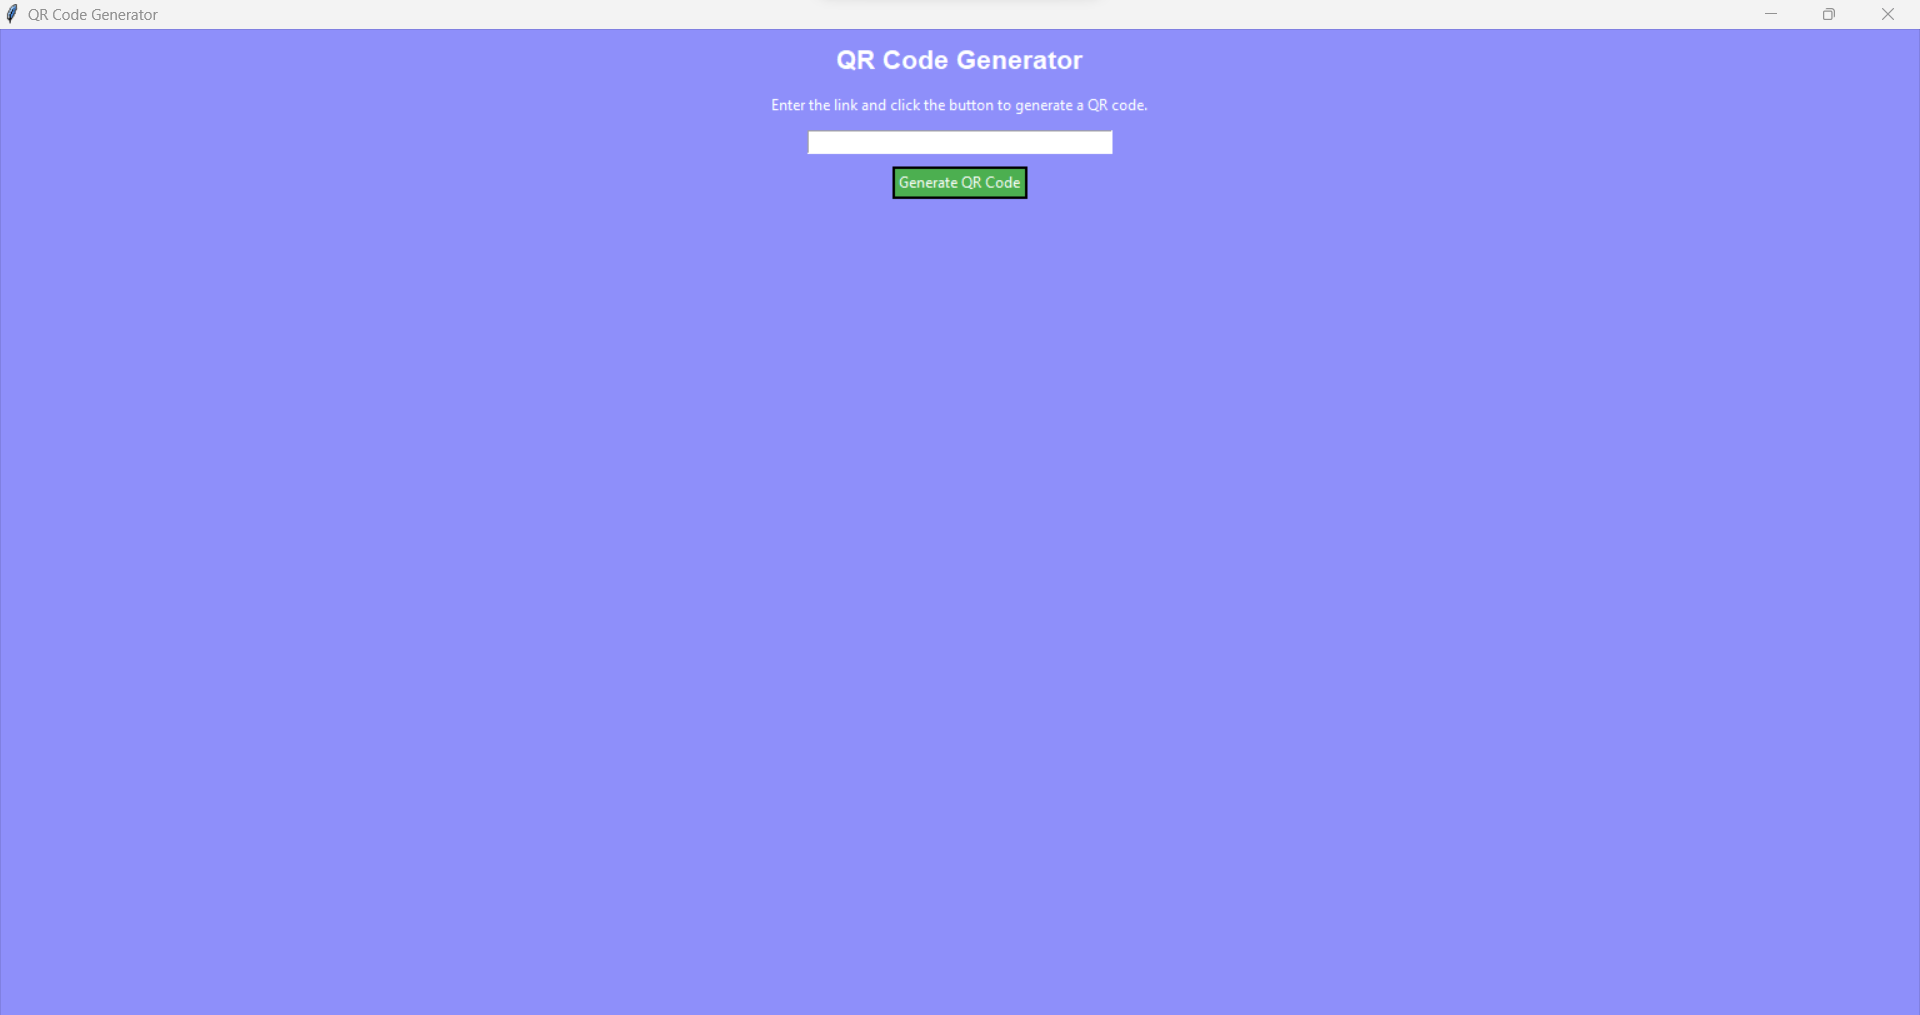 QR Code Generator
QR Code Generator
Enter the link and click the button to generate a QR code.
Generate QR Code